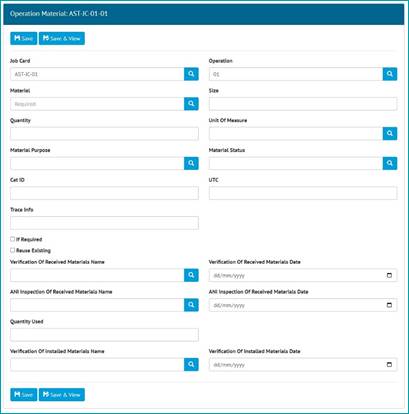 Operation Material: AST-JC-01-01
Save Save & View
Job Card Operation
AST-JC-01 01
Material Size
Required
Quantity Unit Of Measure
Material Purpose Material Status
Cat ID UTC
Trace Info
If Required
Reuse Existing
Verification Of Received Materials Name Verification Of Received Materials Date
dd/mm/yyyy
ANI Inspection Of Received Materials Name ANI Inspection Of Received Materials Date
dd/mm/yyyy
Quantity Used
Verification Of Installed Materials Name Verification Of Installed Materials Date
dd/mm/yyyy
Save Save & View